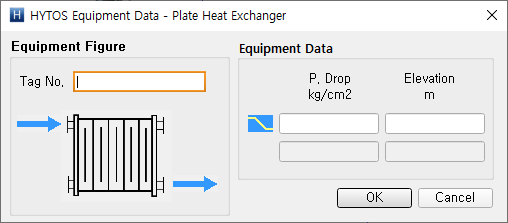 H HYTOS Equipment Data - Plate Heat Exchanger
Equipment Figure
Tag No.
Equipment Data
P. Drop Elevation
kg/cm2 m
OK Cancel